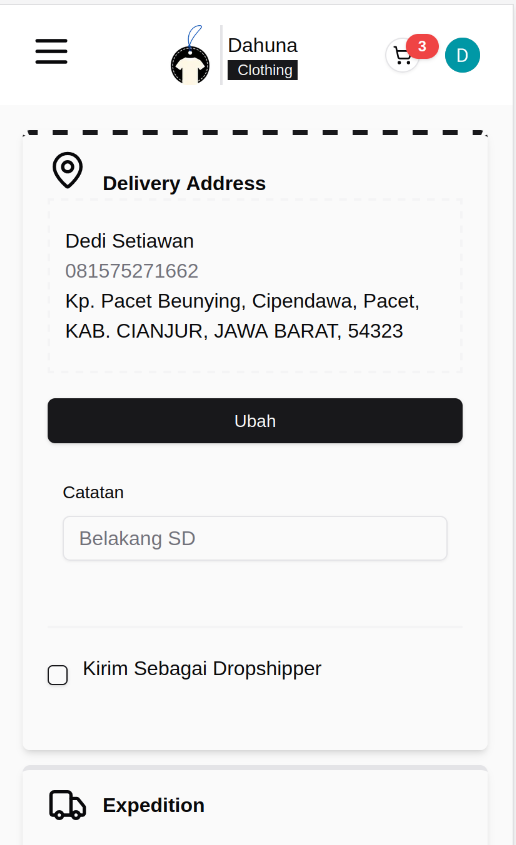 Dahuna
Clothing
3
D
Delivery Address
Dedi Setiawan
081575271662
Kp. Pacet Beunying, Cipendawa, Pacet,
KAB. CIANJUR, JAWA BARAT, 54323
Ubah
Catatan
Belakang SD
Kirim Sebagai Dropshipper
Expedition